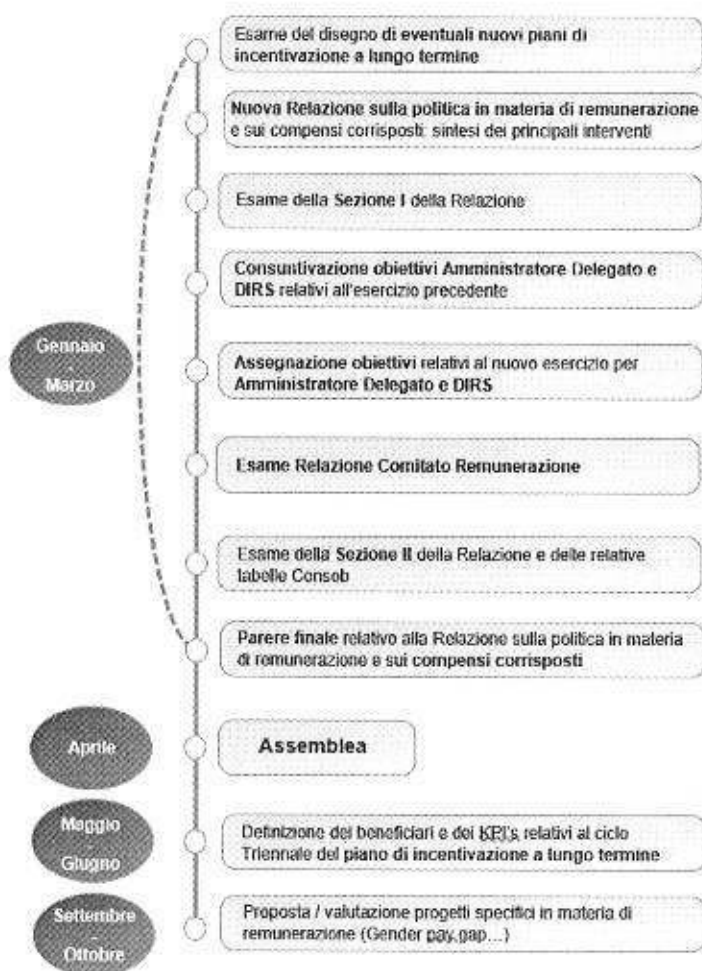 Esame del disegno di eventuali nuovi piani di
incentivazione a lungo termine
Nuova Relazione sulla politica in materia di remunerazione
e sui compensi corrisposti: sintesi dei principali interventi
Esame della Sezione I della Relazione
Consuntivazione obiettivi Amministratore Delegato e
DIRS relativi all'esercizio precedente
Gennaio
-
Marzo
Assegnazione obiettivi relativi al nuovo esercizio per
Amministratore Delegato e DIRS
Esame Relazione Comitato Remunerazione
Esame della Sezione II della Relazione e delle relative
tabelle Consob
Parere finale relativo alla Relazione sulla politica in materia
di remunerazione e sui compensi corrisposti
Aprile
Assemblea
Maggio
-
Giugno
Definizione dei beneficiari e dei KPI's relativi al ciclo
Triennale del piano di incentivazione a lungo termine
Settembre
-
Ottobre
Proposta / valutazione progetti specifici in materia di
remunerazione (Gender pay gap...)